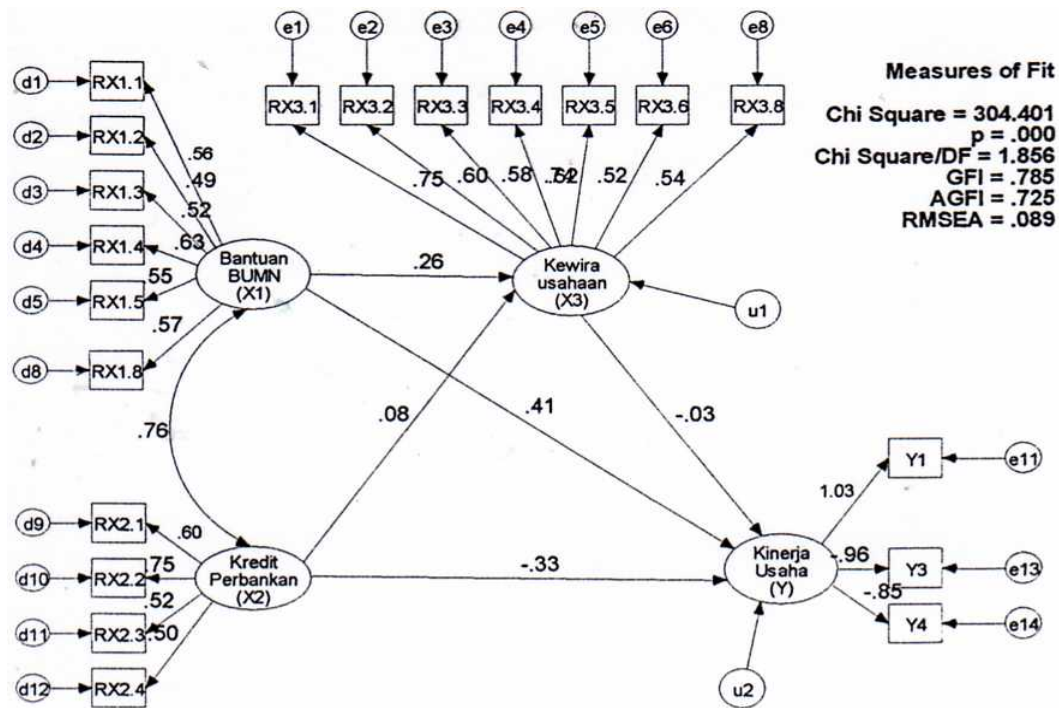 e1
e2
e3
e4
e5
e6
e8
RX3.1
RX3.2
RX3.3
RX3.4
RX3.5
RX3.6
RX3.8
Measures of Fit
Chi Square = 304.401
p = .000
Chi Square/DF = 1.856
GFI = .785
AGFI = .725
RMSEA = .089
d1
RX1.1
d2
RX1.2
d3
RX1.3
d4
RX1.4
d5
RX1.5
d8
RX1.8
.56
.49
.52
.63
.55
.57
.75
.60
.58
.52
.54
Bantuan
BUMN
(X1)
.26
Kewira
usahaan
(X3)
u1
.76
.08
.41
-.03
d9
RX2.1
d10
RX2.2
d11
RX2.3
d12
RX2.4
.60
.75
.52
.50
Kredit
Perbankan
(X2)
-.33
Kinerja
Usaha
(Y)
u2
1.03
-.96
-.85
Y1
e11
Y3
e13
Y4
e14